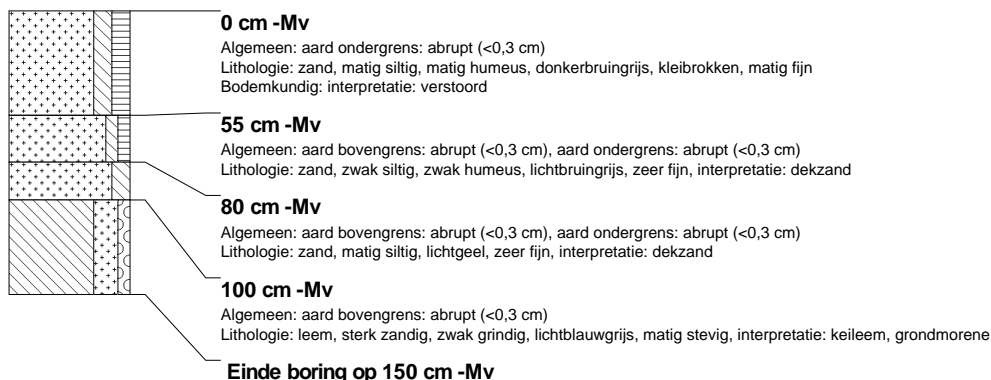 0 cm -Mv
Algemeen: aard ondergrens: abrupt (<0,3 cm)
Lithologie: zand, matig siltig, matig humeus, donkerbruingrijs, kleibrokken, matig fijn
Bodemkundig: interpretatie: verstoord
55 cm -Mv
Algemeen: aard bovengrens: abrupt (<0,3 cm), aard ondergrens: abrupt (<0,3 cm)
Lithologie: zand, zwak siltig, zwak humeus, lichtbruingrijs, zeer fijn, interpretatie: dekzand
80 cm -Mv
Algemeen: aard bovengrens: abrupt (<0,3 cm), aard ondergrens: abrupt (<0,3 cm)
Lithologie: zand, matig siltig, lichtgeel, zeer fijn, interpretatie: dekzand
100 cm -Mv
Algemeen: aard bovengrens: abrupt (<0,3 cm)
Lithologie: leem, sterk zandig, zwak grindig, lichtblauwgrijs, matig stevig, interpretatie: keileem, grondmorene
Einde boring op 150 cm -Mv